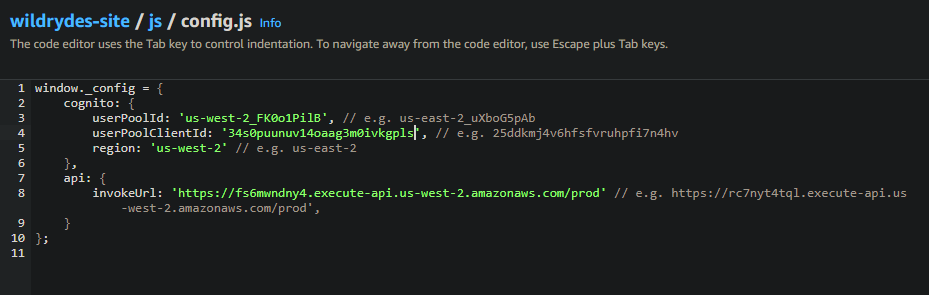 wildrydes-site / js / config.js Info
The code editor uses the Tab key to control indentation. To navigate away from the code editor, use Escape plus Tab keys.
1 window._config = {
2 cognito: {
3 userPoolId: 'us-west-2_FK0o1PilB', // e.g. us-east-2_uXboG5pAb
4 userPoolClientId: '34s0puunuv14oaag3m0ivkgpls', // e.g. 25ddkmj4v6hfsfvruhpfi7n4hv
5 region: 'us-west-2' // e.g. us-east-2
6 },
7 api: {
8 invokeUrl: 'https://fs6mwndny4.execute-api.us-west-2.amazonaws.com/prod' // e.g. https://rc7nyt4tql.execute-api.us
-west-2.amazonaws.com/prod',
9 }
10 };
11